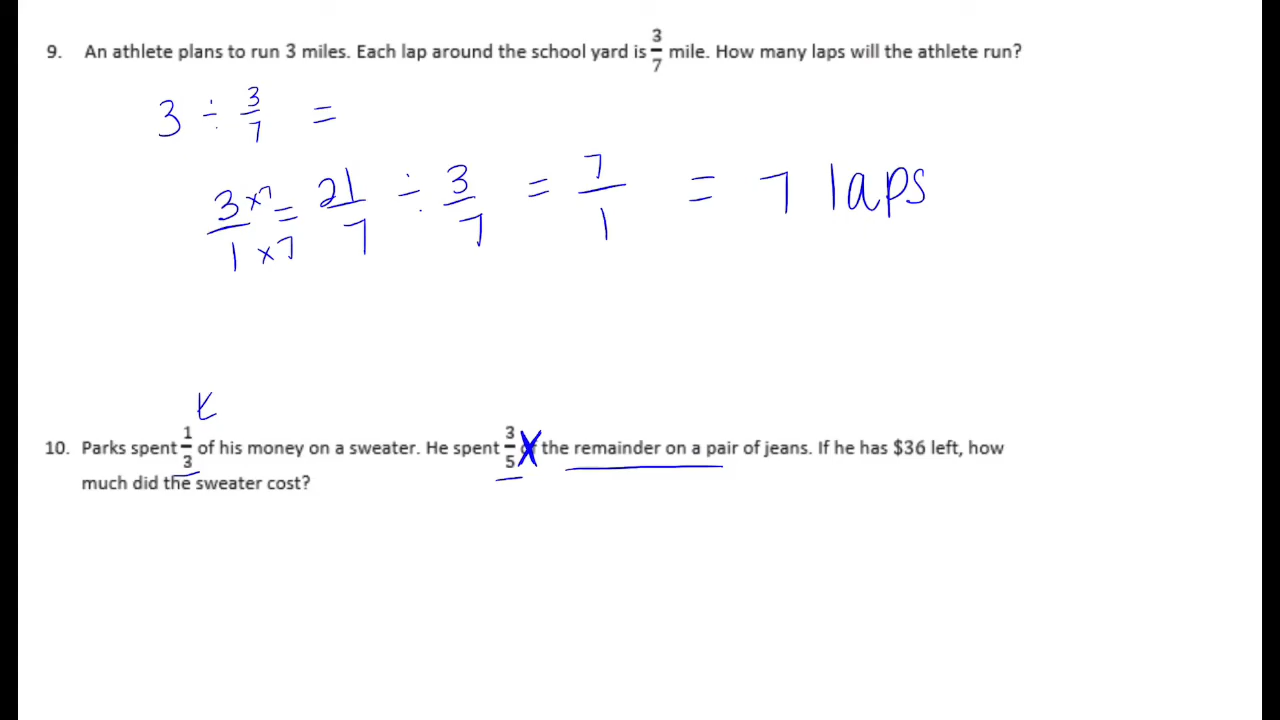 9. An athlete plans to run 3 miles. Each lap around the school yard is 3/7 mile. How many laps will the athlete run?
3 ÷ 3/7 =
3/1 ×7/×7 = 21/7 ÷ 3/7 = 7/1 = 7 laps
t
10. Parks spent 1/3 of his money on a sweater. He spent 3/5 X the remainder on a pair of jeans. If he has $36 left, how
much did the sweater cost?